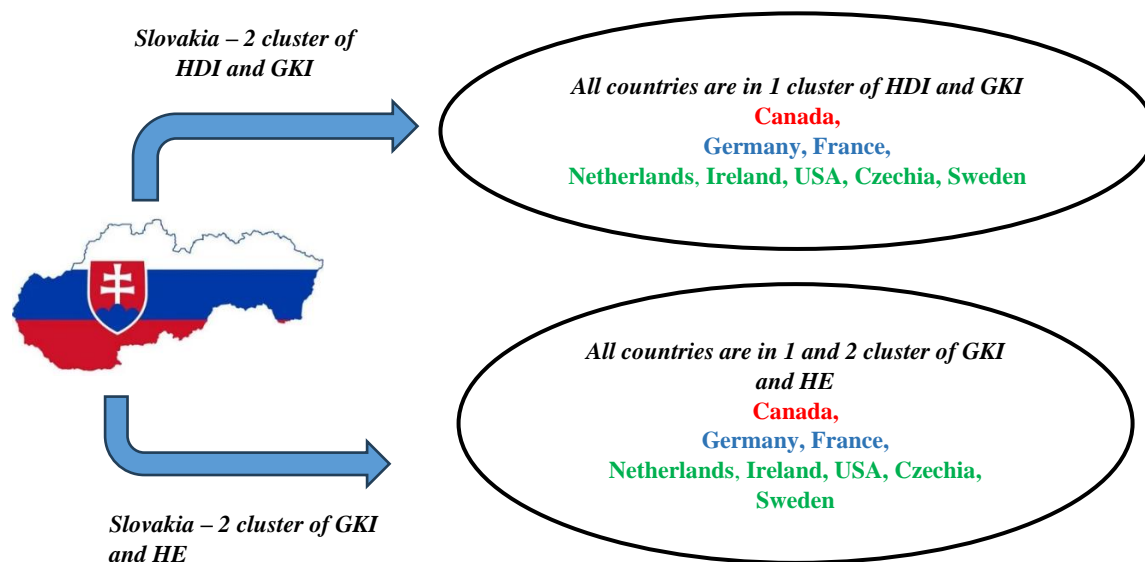 Slovakia – 2 cluster of
HDI and GKI
All countries are in 1 cluster of HDI and GKI
Canada,
Germany, France,
Netherlands, Ireland, USA, Czechia, Sweden
All countries are in 1 and 2 cluster of GKI
and HE
Canada,
Germany, France,
Netherlands, Ireland, USA, Czechia,
Sweden
Slovakia – 2 cluster of GKI
and HE